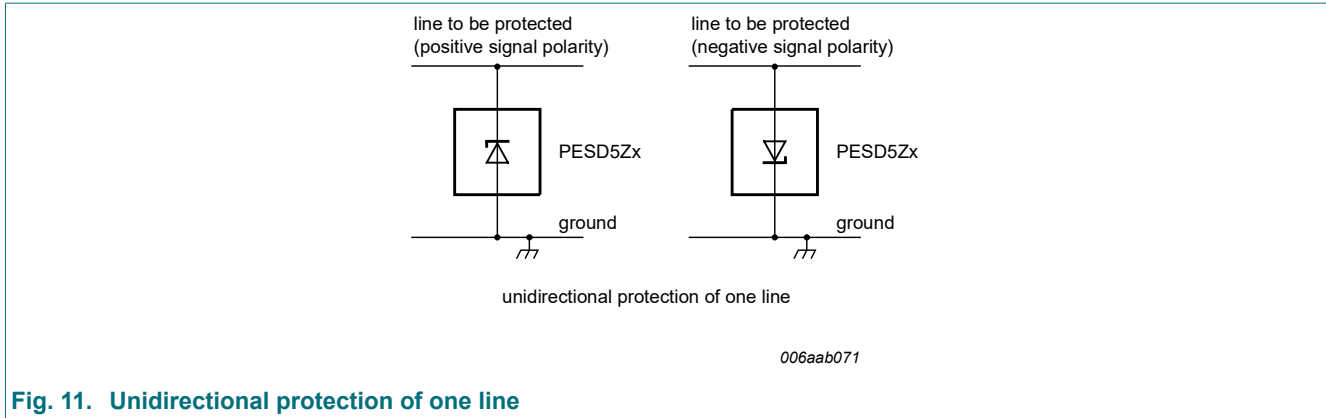 line to be protected
(positive signal polarity)
line to be protected
(negative signal polarity)
PESD5Zx
PESD5Zx
ground
ground
unidirectional protection of one line
006aab071
Fig. 11. Unidirectional protection of one line